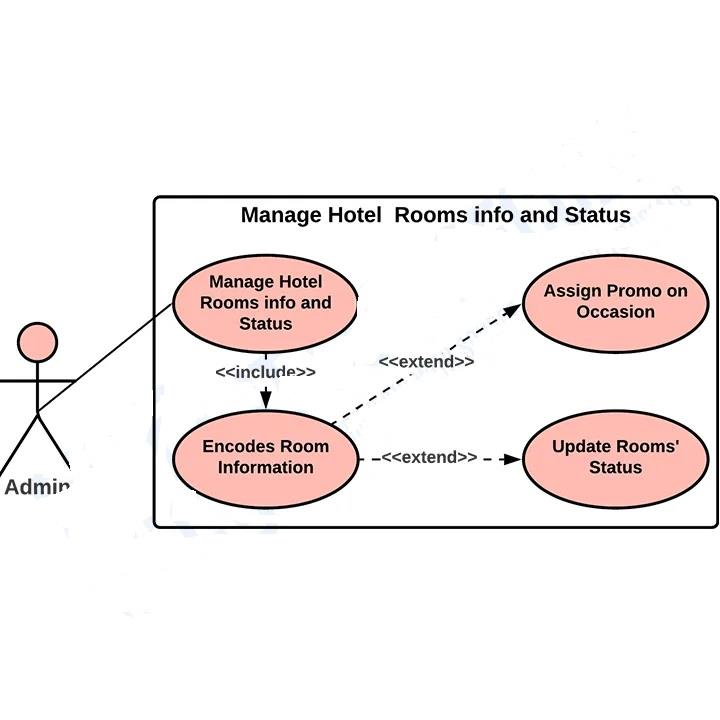 Manage Hotel  Rooms info and Status
Manage Hotel
Rooms info and
Status
Assign Promo on
Occasion
<<include>>
<<extend>>
Encodes Room
Information
<<extend>>
Update Rooms'
Status
Admin